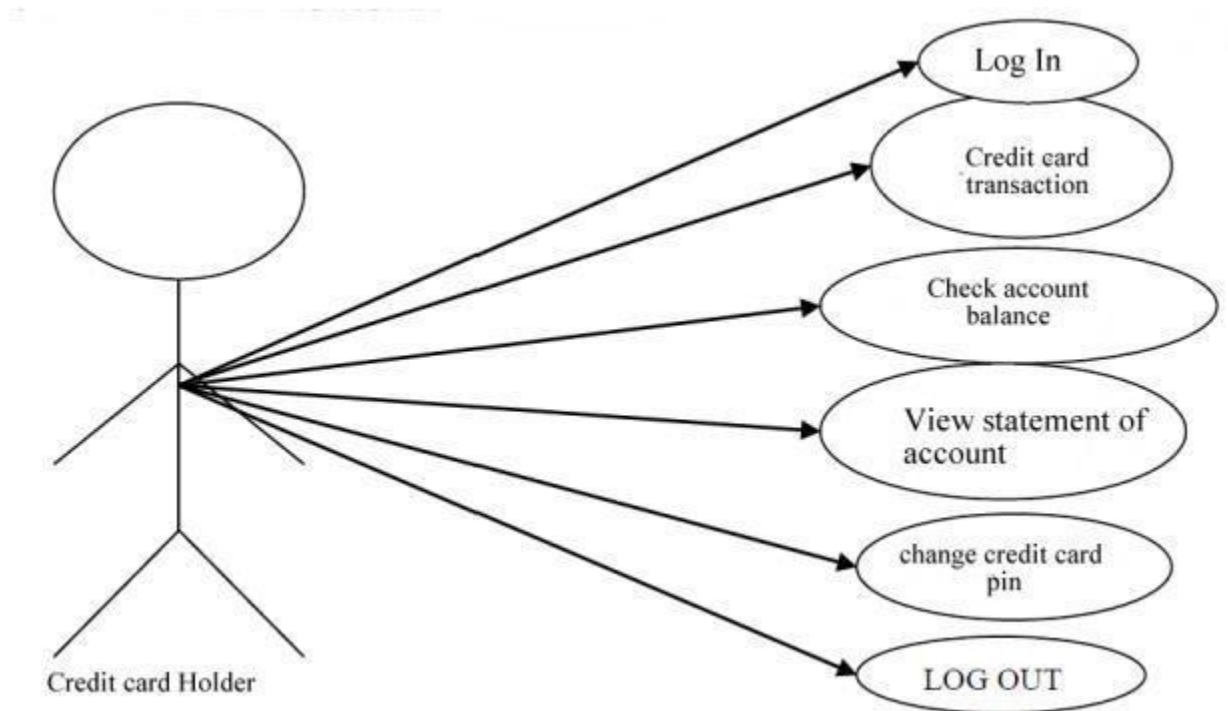 Log In
Credit card
transaction
Check account
balance
View statement of
account
change credit card
pin
LOG OUT
Credit card Holder